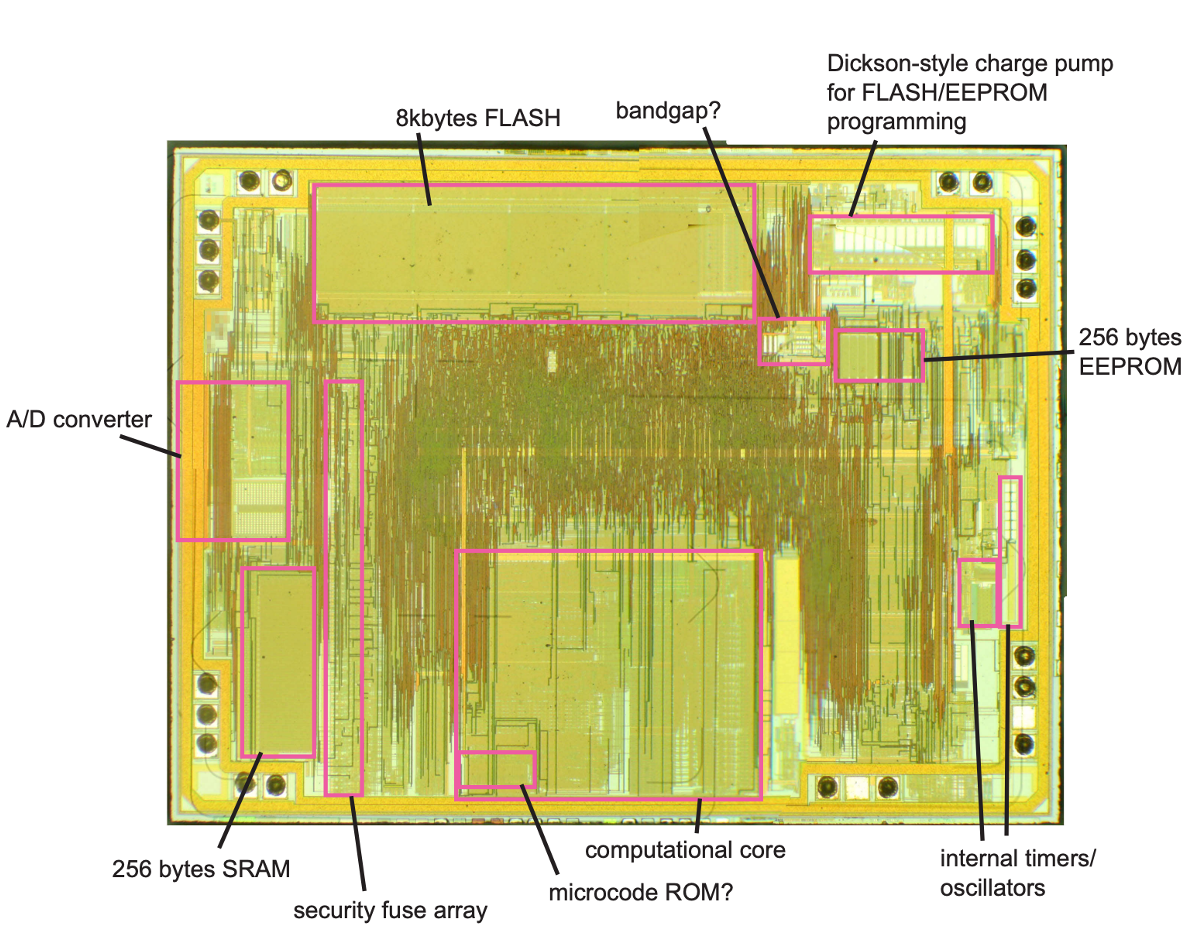 Dickson-style charge pump
for FLASH/EEPROM
programming
bandgap?
8kbytes FLASH
256 bytes
EEPROM
A/D converter
computational core
internal timers/
oscillators
256 bytes SRAM
microcode ROM?
security fuse array